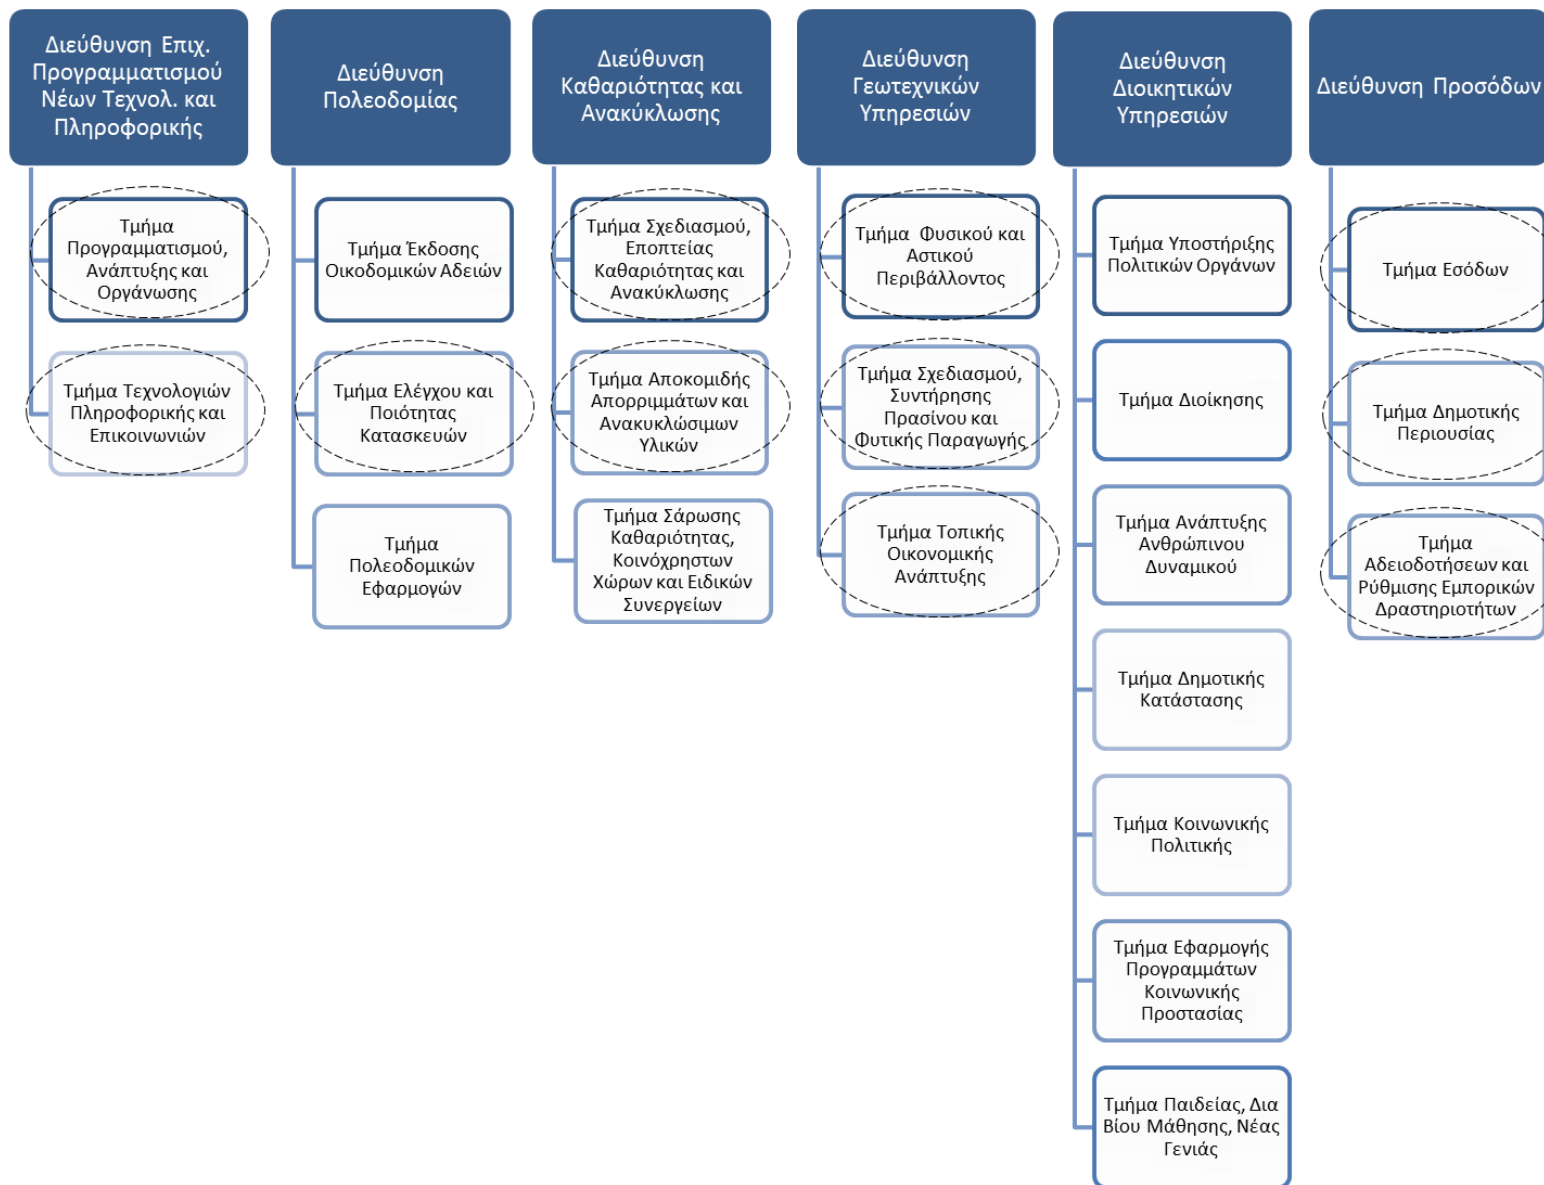 Διεύθυνση Επιχ.
Προγραμματισμού
Νέων Τεχνολ. και
Πληροφορικής
Τμήμα
Προγραμματισμού,
Ανάπτυξης και
Οργάνωσης
Τμήμα Τεχνολογιών
Πληροφορικής και
Επικοινωνιών
Διεύθυνση
Πολεοδομίας
Τμήμα Έκδοσης
Οικοδομικών Αδειών
Τμήμα Ελέγχου και
Ποιότητας
Κατασκευών
Τμήμα
Πολεοδομικών
Εφαρμογών
Διεύθυνση
Καθαριότητας και
Ανακύκλωσης
Τμήμα Σχεδιασμού,
Εποπτείας
Καθαριότητας και
Ανακύκλωσης
Τμήμα Αποκομιδής
Απορριμμάτων και
Ανακυκλώσιμων
Υλικών
Τμήμα Σάρωσης
Καθαριότητας,
Κοινόχρηστων
Χώρων και Ειδικών
Συνεργείων
Διεύθυνση
Γεωτεχνικών
Υπηρεσιών
Τμήμα Φυσικού και
Αστικού
Περιβάλλοντος
Τμήμα Σχεδιασμού,
Συντήρησης
Πρασίνου και
Φυτικής Παραγωγής
Τμήμα Τοπικής
Οικονομικής
Ανάπτυξης
Διεύθυνση
Διοικητικών
Υπηρεσιών
Τμήμα Υποστήριξης
Πολιτικών Οργάνων
Τμήμα Διοίκησης
Τμήμα Ανάπτυξης
Ανθρώπινου
Δυναμικού
Τμήμα Δημοτικής
Κατάστασης
Τμήμα Κοινωνικής
Πολιτικής
Τμήμα Εφαρμογής
Προγραμμάτων
Κοινωνικής
Προστασίας
Τμήμα Παιδείας, Δια
Βίου Μάθησης, Νέας
Γενιάς
Διεύθυνση Προσόδων
Τμήμα Εσόδων
Τμήμα Δημοτικής
Περιουσίας
Τμήμα
Αδειοδοτήσεων και
Ρύθμισης Εμπορικών
Δραστηριοτήτων